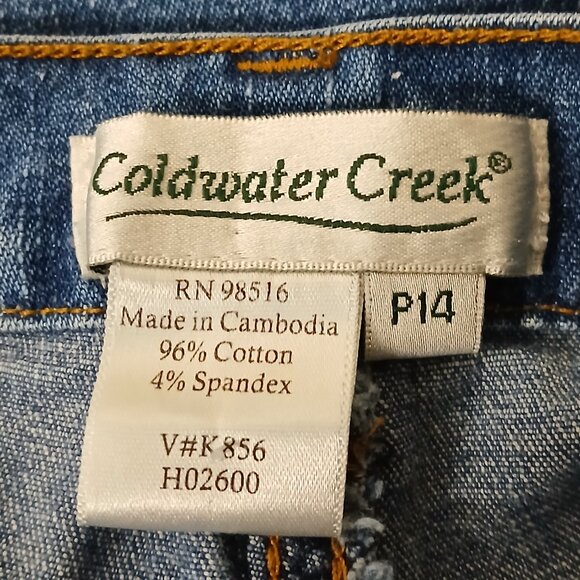 Coldwater Creek®
RN 98516
Made in Cambodia
96% Cotton
4% Spandex
V#K856
H02600
P14